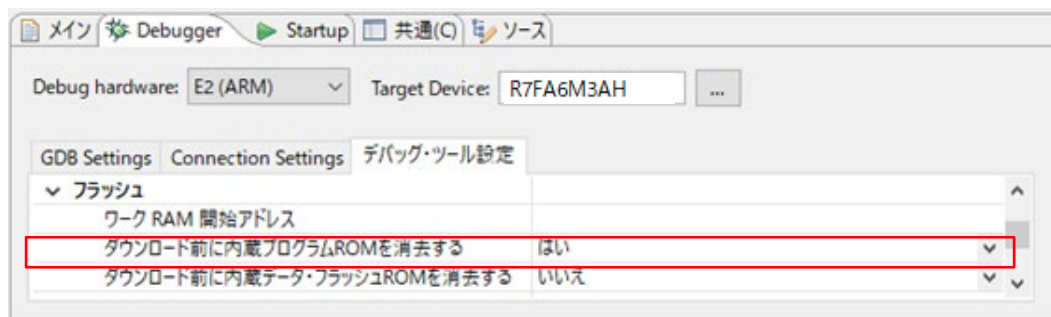 メイン Debugger Startup 共通(C) ソース
Debug hardware: E2 (ARM) Target Device: R7FA6M3AH ...
GDB Settings Connection Settings デバッグ・ツール設定
フラッシュ
ワーク RAM 開始アドレス
ダウンロード前に内蔵プログラムROMを消去する はい
ダウンロード前に内蔵データ・フラッシュROMを消去する いいえ